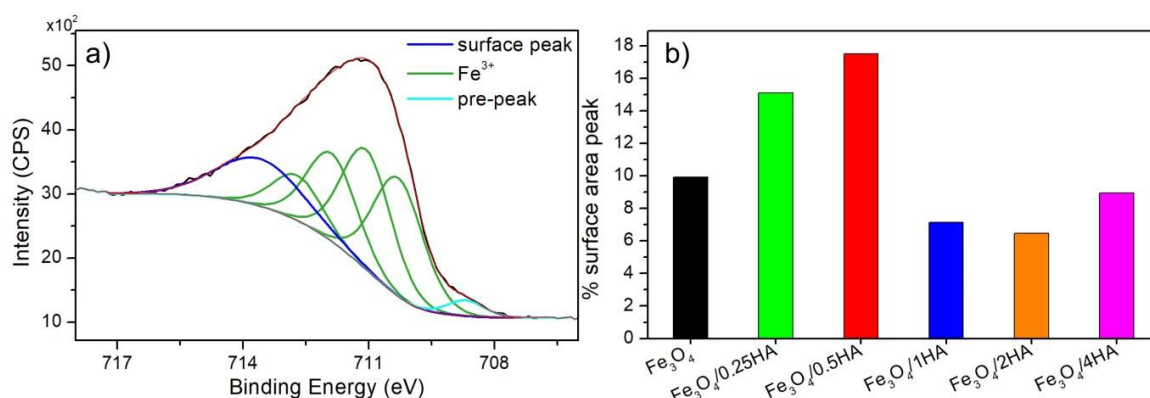 x10²
a)
surface peak
Fe³⁺
pre-peak
50
40
30
20
10
Intensity (CPS)
717
714
711
708
Binding Energy (eV)
b)
18
16
14
12
10
8
6
4
2
0
% surface area peak
Fe₃O₄
Fe₃O₄/0.25HA
Fe₃O₄/0.5HA
Fe₃O₄/1HA
Fe₃O₄/2HA
Fe₃O₄/4HA